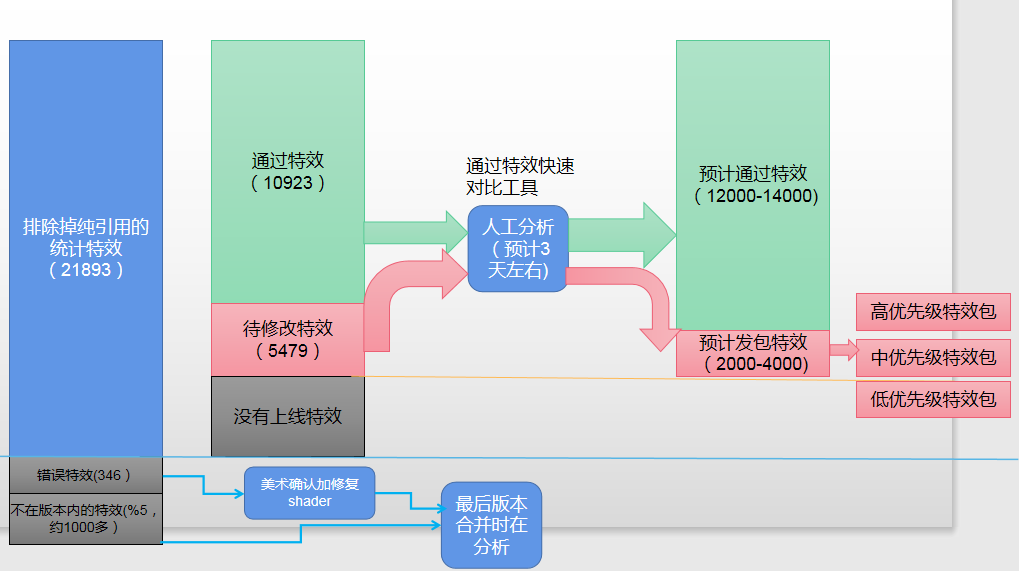 排除掉纯引用的
统计特效
（21893）
通过特效
（10923）
待修改特效
（5479）
没有上线特效
通过特效快速
对比工具
人工分析
（预计3
天左右)
预计通过特效
（12000-14000)
预计发包特效
（2000-4000)
高优先级特效包
中优先级特效包
低优先级特效包
错误特效(346）
不在版本内的特效(%5，
约1000多）
美术确认加修复
shader
最后版本
合并时在
分析